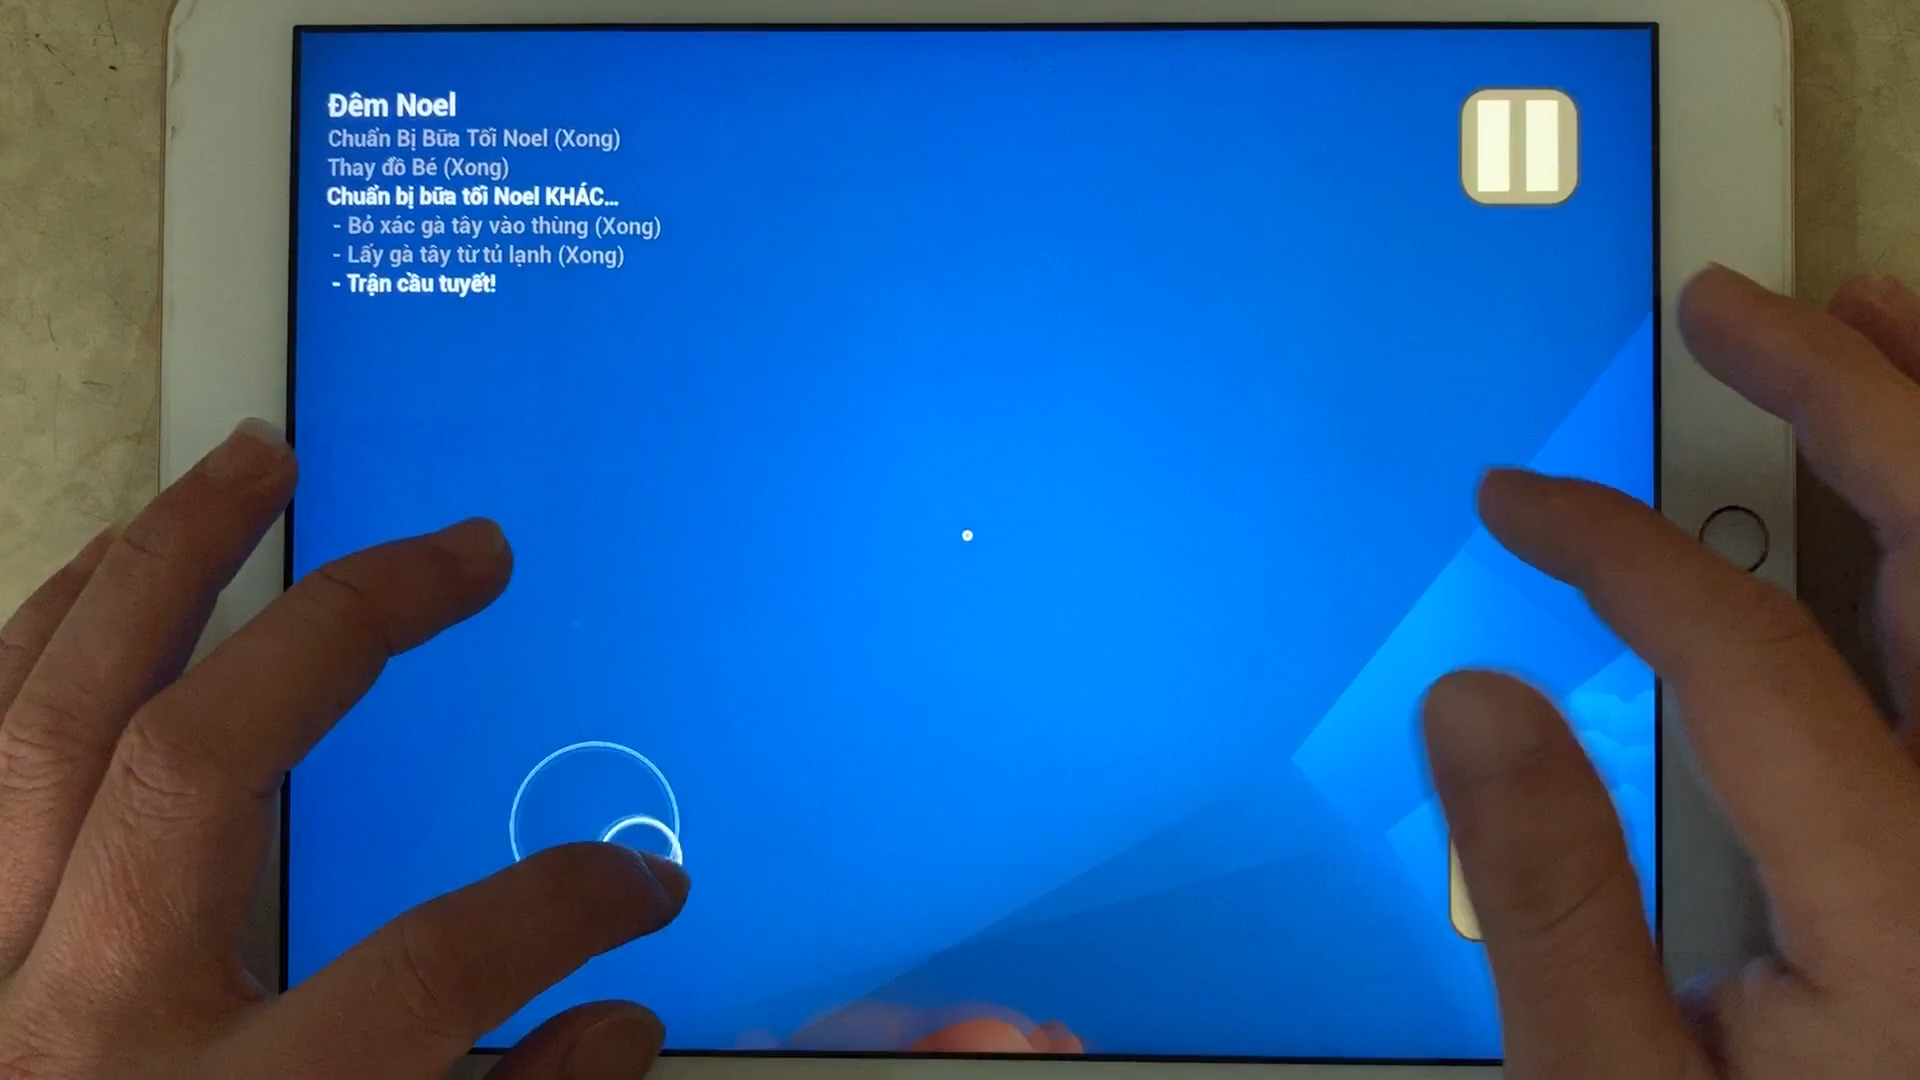 Đêm Noel
Chuẩn Bị Bữa Tối Noel (Xong)
Thay đồ Bé (Xong)
Chuẩn bị bữa tối Noel KHÁC...
- Bỏ xác gà tây vào thùng (Xong)
- Lấy gà tây từ tủ lạnh (Xong)
- Trận cầu tuyết!